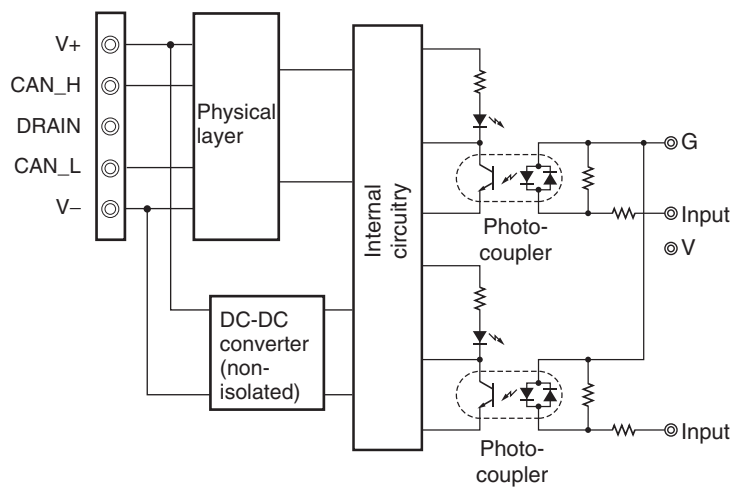 V+
CAN_H
DRAIN
CAN_L
V−
Physical
layer
DC-DC
converter
(non-
isolated)
Internal
circuitry
Photo-
coupler
Photo-
coupler
G
Input
V
Input